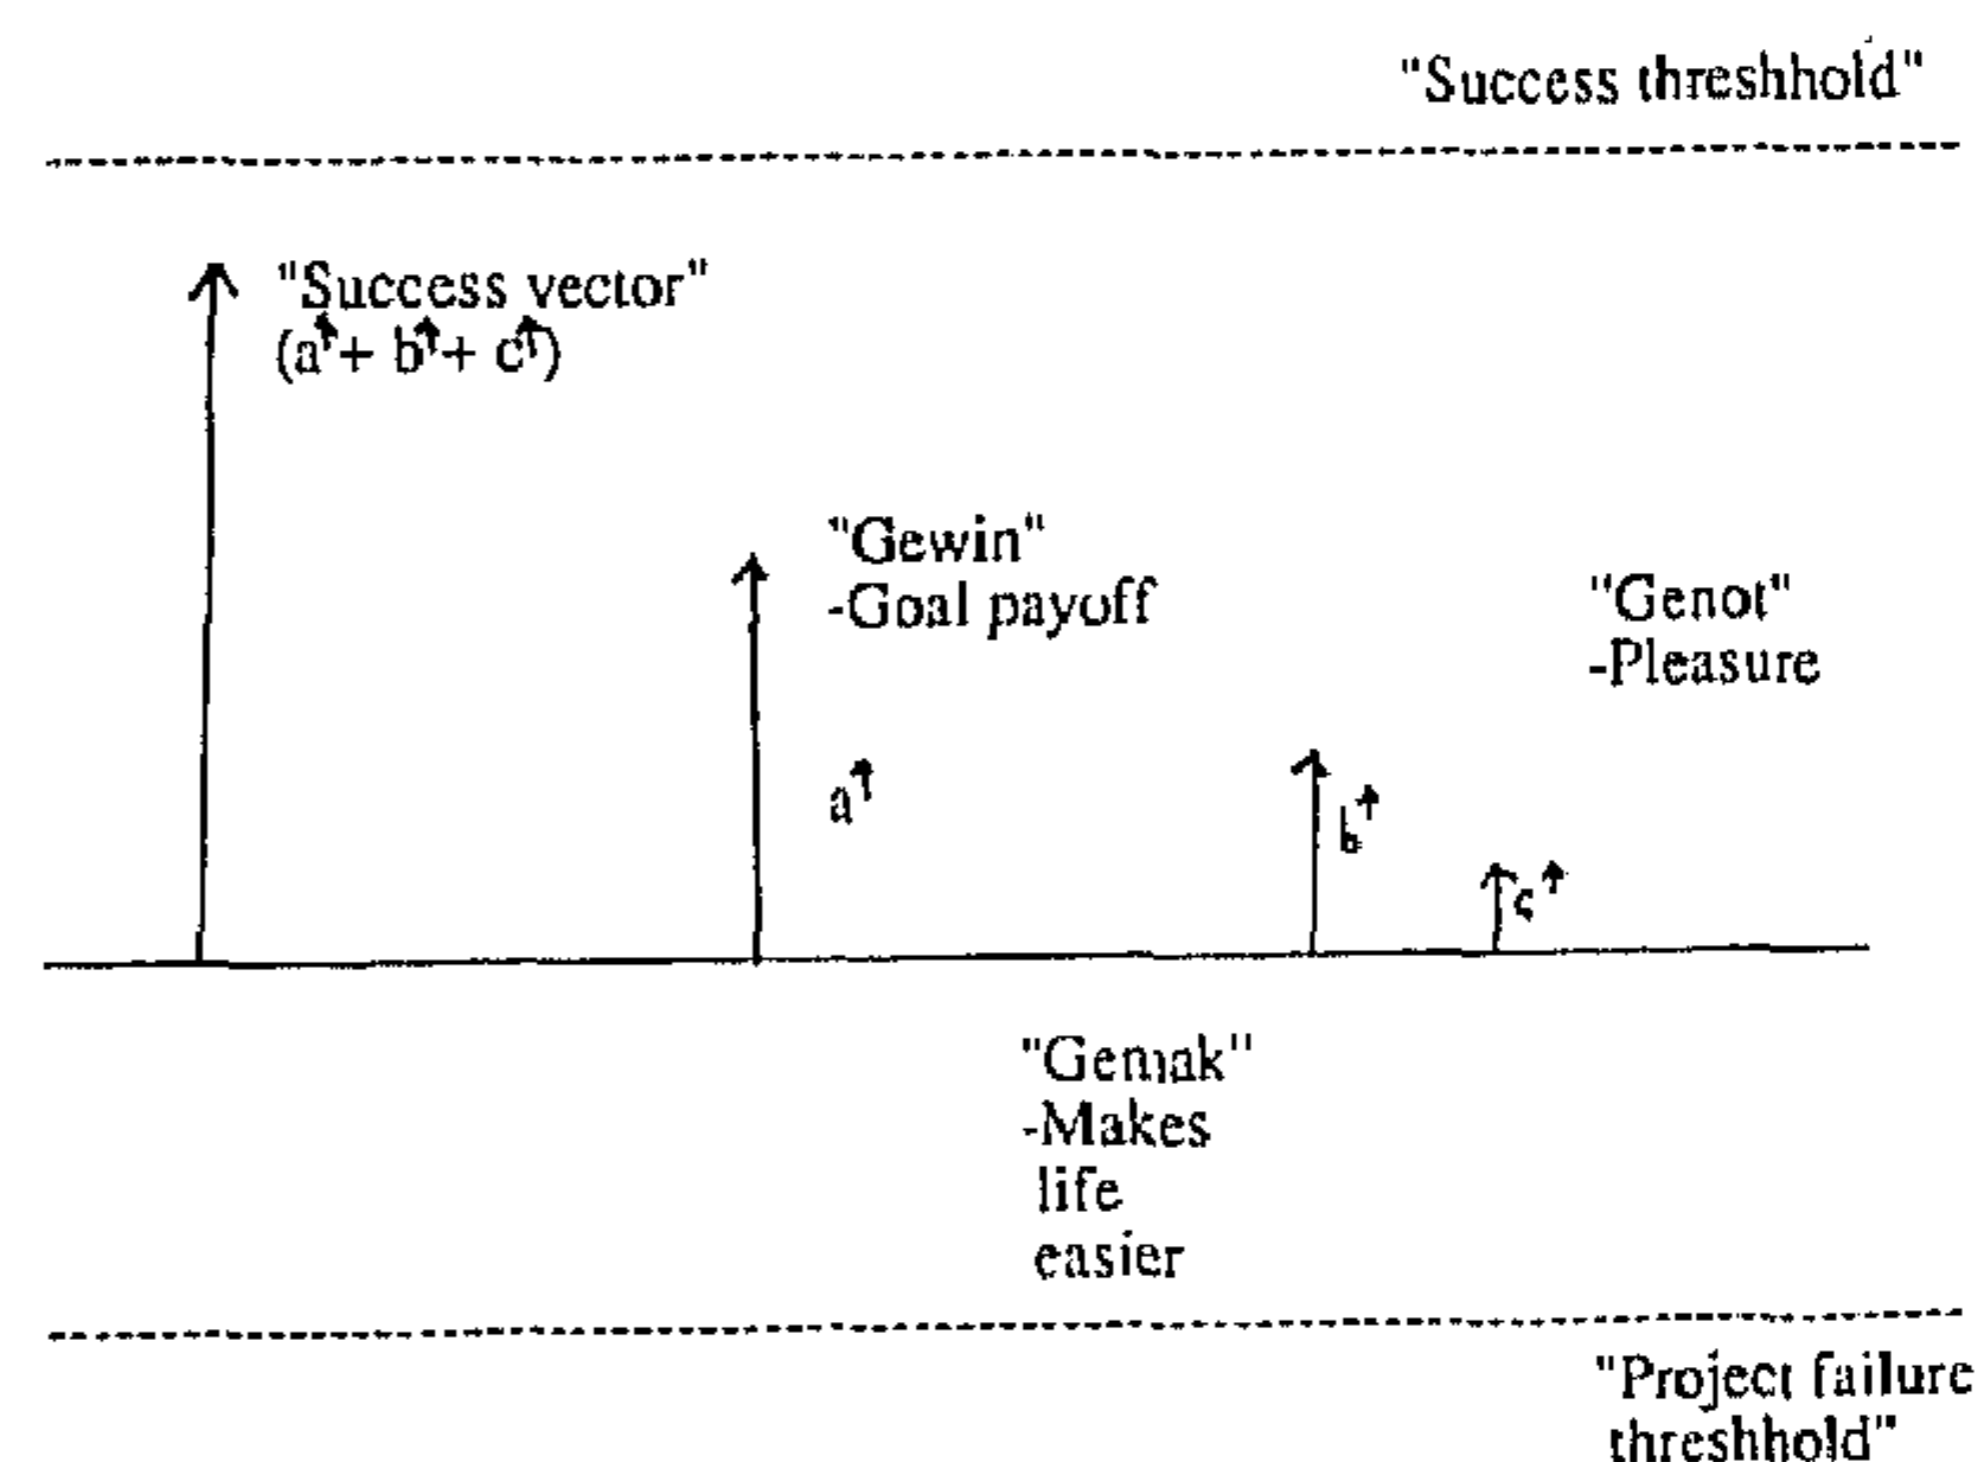 "Success threshhold"
"Success vector"
(a↑+ b↑+ c↑)
"Gewin"
-Goal payoff
"Genot"
-Pleasure
a↑
b↑
c↑
"Gemak"
-Makes
life
easier
"Project failure
threshhold"